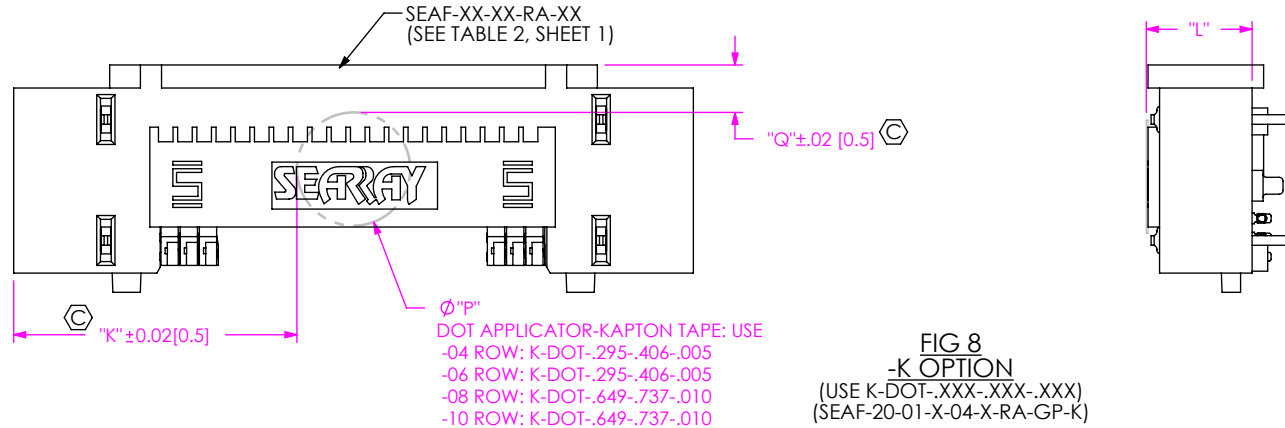 SEAF-XX-XX-RA-XX
(SEE TABLE 2, SHEET 1)
"L"
"Q"±.02 [0.5] C
SEARRAY
C
"K"±0.02[0.5]
Ø"P"
DOT APPLICATOR-KAPTON TAPE: USE
-04 ROW: K-DOT-.295-.406-.005
-06 ROW: K-DOT-.295-.406-.005
-08 ROW: K-DOT-.649-.737-.010
-10 ROW: K-DOT-.649-.737-.010
FIG 8
-K OPTION
(USE K-DOT-.XXX-.XXX-.XXX)
(SEAF-20-01-X-04-X-RA-GP-K)